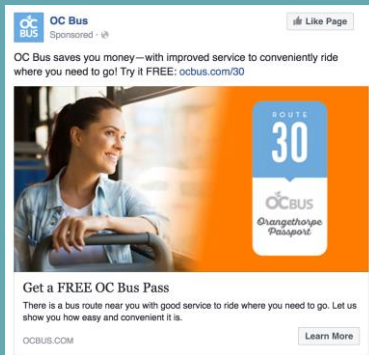 OC BUS
OC Bus
Sponsored ·
Like Page
OC Bus saves you money—with improved service to conveniently ride
where you need to go! Try it FREE: ocbus.com/30
ROUTE
30
OC BUS
Orangethorpe
Passport
Get a FREE OC Bus Pass
There is a bus route near you with good service to ride where you need to go. Let us
show you how easy and convenient it is.
OCBUS.COM
Learn More